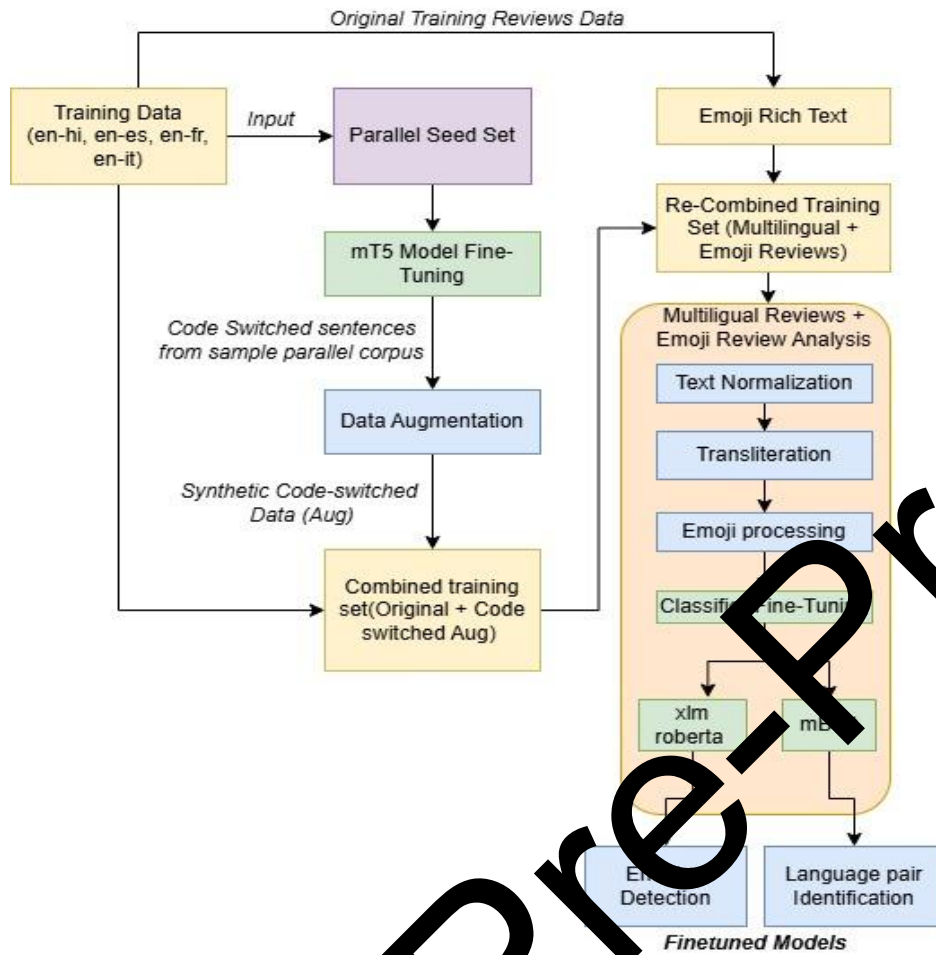 Original Training Reviews Data
Training Data
(en-hi, en-es, en-fr,
en-it)
Input
Parallel Seed Set
Emoji Rich Text
Re-Combined Training
Set (Multilingual +
Emoji Reviews)
mT5 Model Fine-
Tuning
Code Switched sentences
from sample parallel corpus
Data Augmentation
Synthetic Code-switched
Data (Aug)
Combined training
set(Original + Code
switched Aug)
Multiligual Reviews +
Emoji Review Analysis
Text Normalization
Transliteration
Emoji processing
Fine-Tuning
xlm
roberta
Detection
Language pair
Identification
Finetuned Models
Pre-Pr